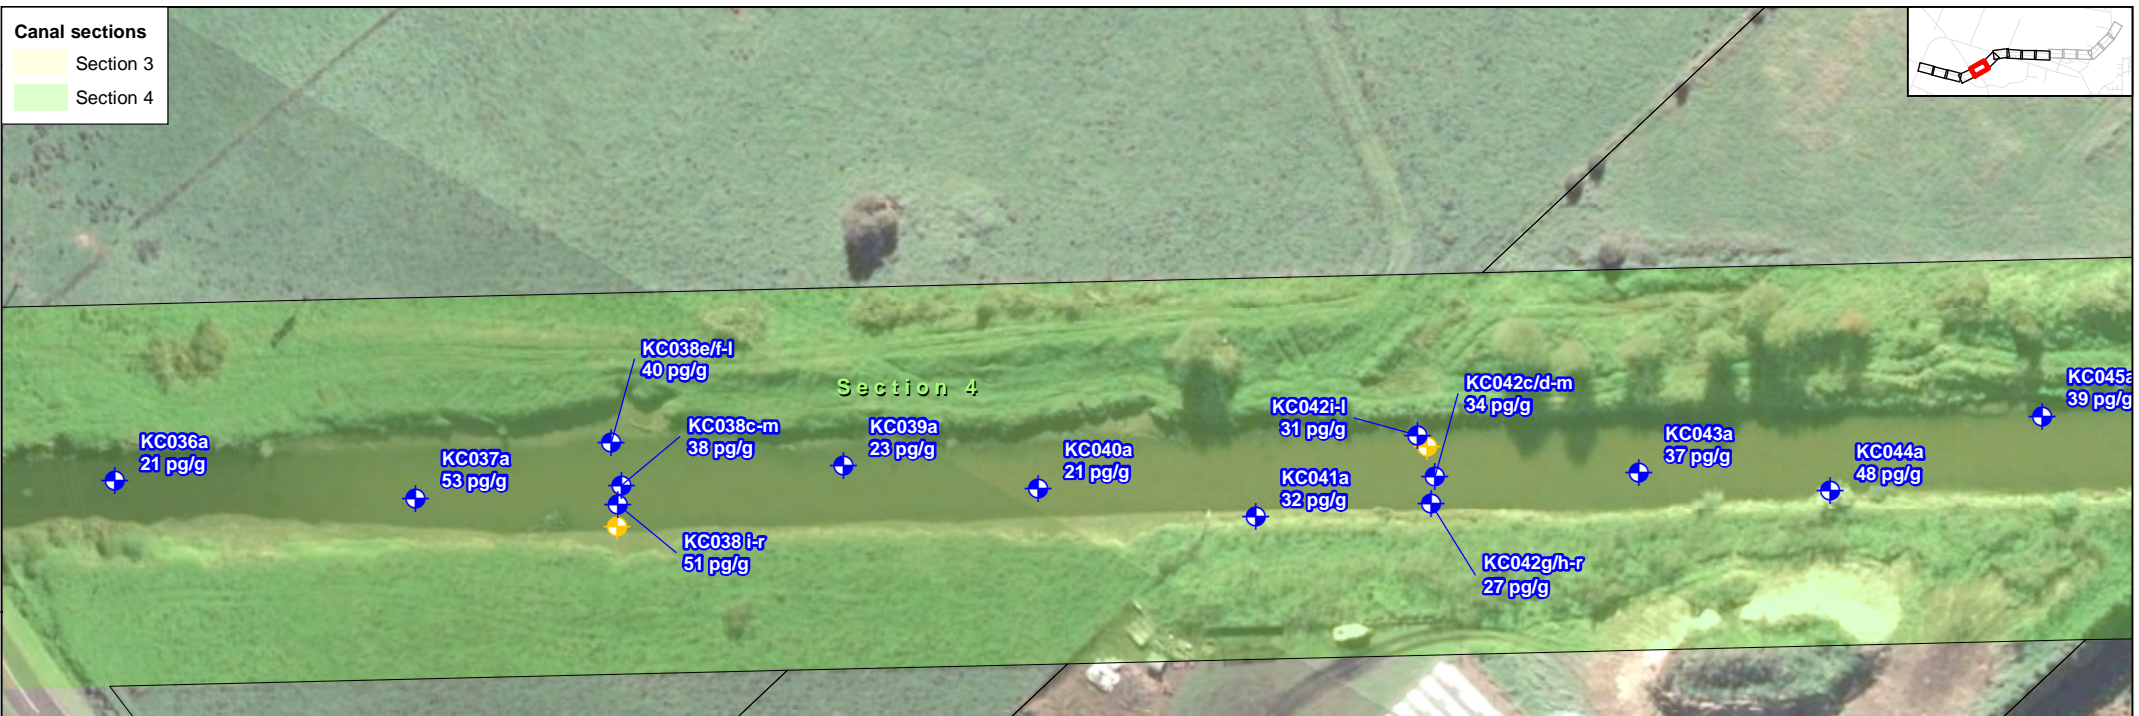 Canal sections
Section 3
Section 4
KC038e/f-l
40 pg/g
Section 4
KC045a
39 pg/g
KC042c/d-m
34 pg/g
KC042i-l
31 pg/g
KC038c-m
38 pg/g
KC039a
23 pg/g
KC036a
21 pg/g
KC037a
53 pg/g
KC040a
21 pg/g
KC043a
37 pg/g
KC044a
48 pg/g
KC041a
32 pg/g
KC038 i-r
51 pg/g
KC042g/h-r
27 pg/g